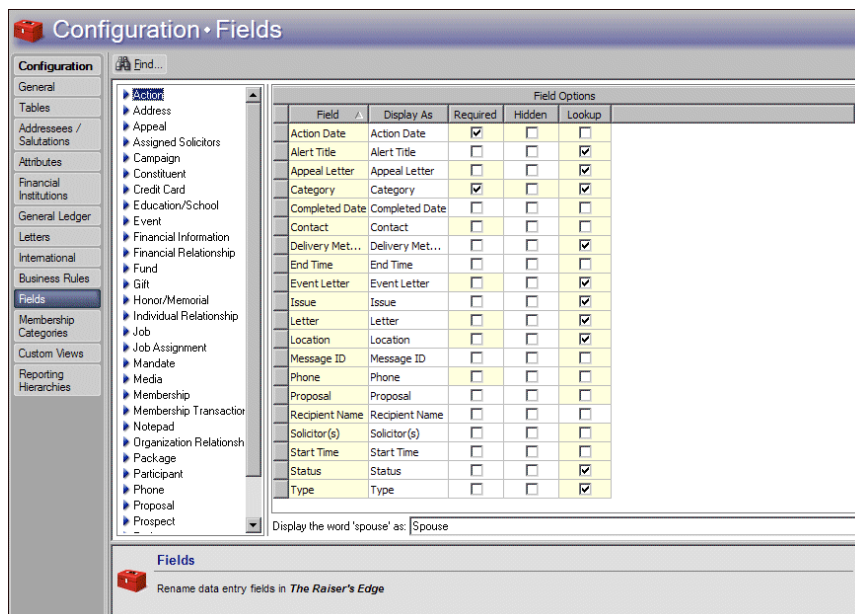 Configuration • Fields
Configuration
General
Tables
Addressees /
Salutations
Attributes
Financial
Institutions
General Ledger
Letters
International
Business Rules
Fields
Membership
Categories
Custom Views
Reporting
Hierarchies
Find...
Action
Address
Appeal
Assigned Solicitors
Campaign
Constituent
Credit Card
Education/School
Event
Financial Information
Financial Relationship
Fund
Gift
Honor/Memorial
Individual Relationship
Job
Job Assignment
Mandate
Media
Membership
Membership Transaction
Notepad
Organization Relationsh
Package
Participant
Phone
Proposal
Prospect
Field Options
Field Display As Required Hidden Lookup
Action Date Action Date
Alert Title Alert Title
Appeal Letter Appeal Letter
Category Category
Completed Date Completed Date
Contact Contact
Delivery Met... Delivery Met...
End Time End Time
Event Letter Event Letter
Issue Issue
Letter Letter
Location Location
Message ID Message ID
Phone Phone
Proposal Proposal
Recipient Name Recipient Name
Solicitor(s) Solicitor(s)
Start Time Start Time
Status Status
Type Type
Display the word 'spouse' as: Spouse
Fields
Rename data entry fields in The Raiser's Edge